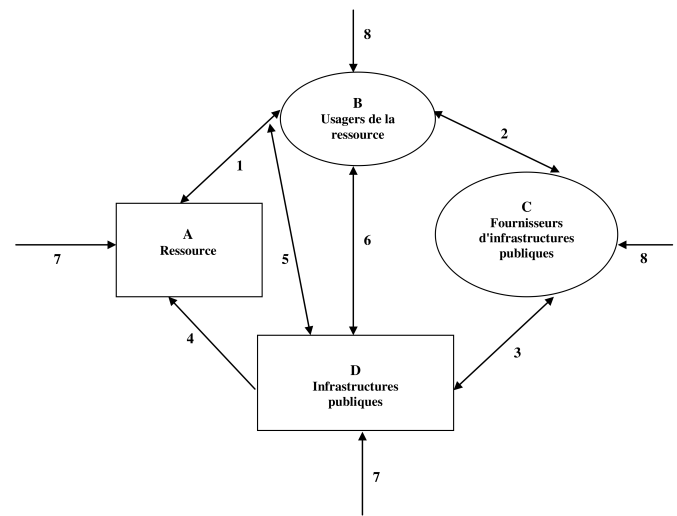 8
B
Usagers de la
ressource
2
1
C
Fournisseurs
d'infrastructures
publiques
A
Ressource
6
5
7
8
4
3
D
Infrastructures
publiques
7